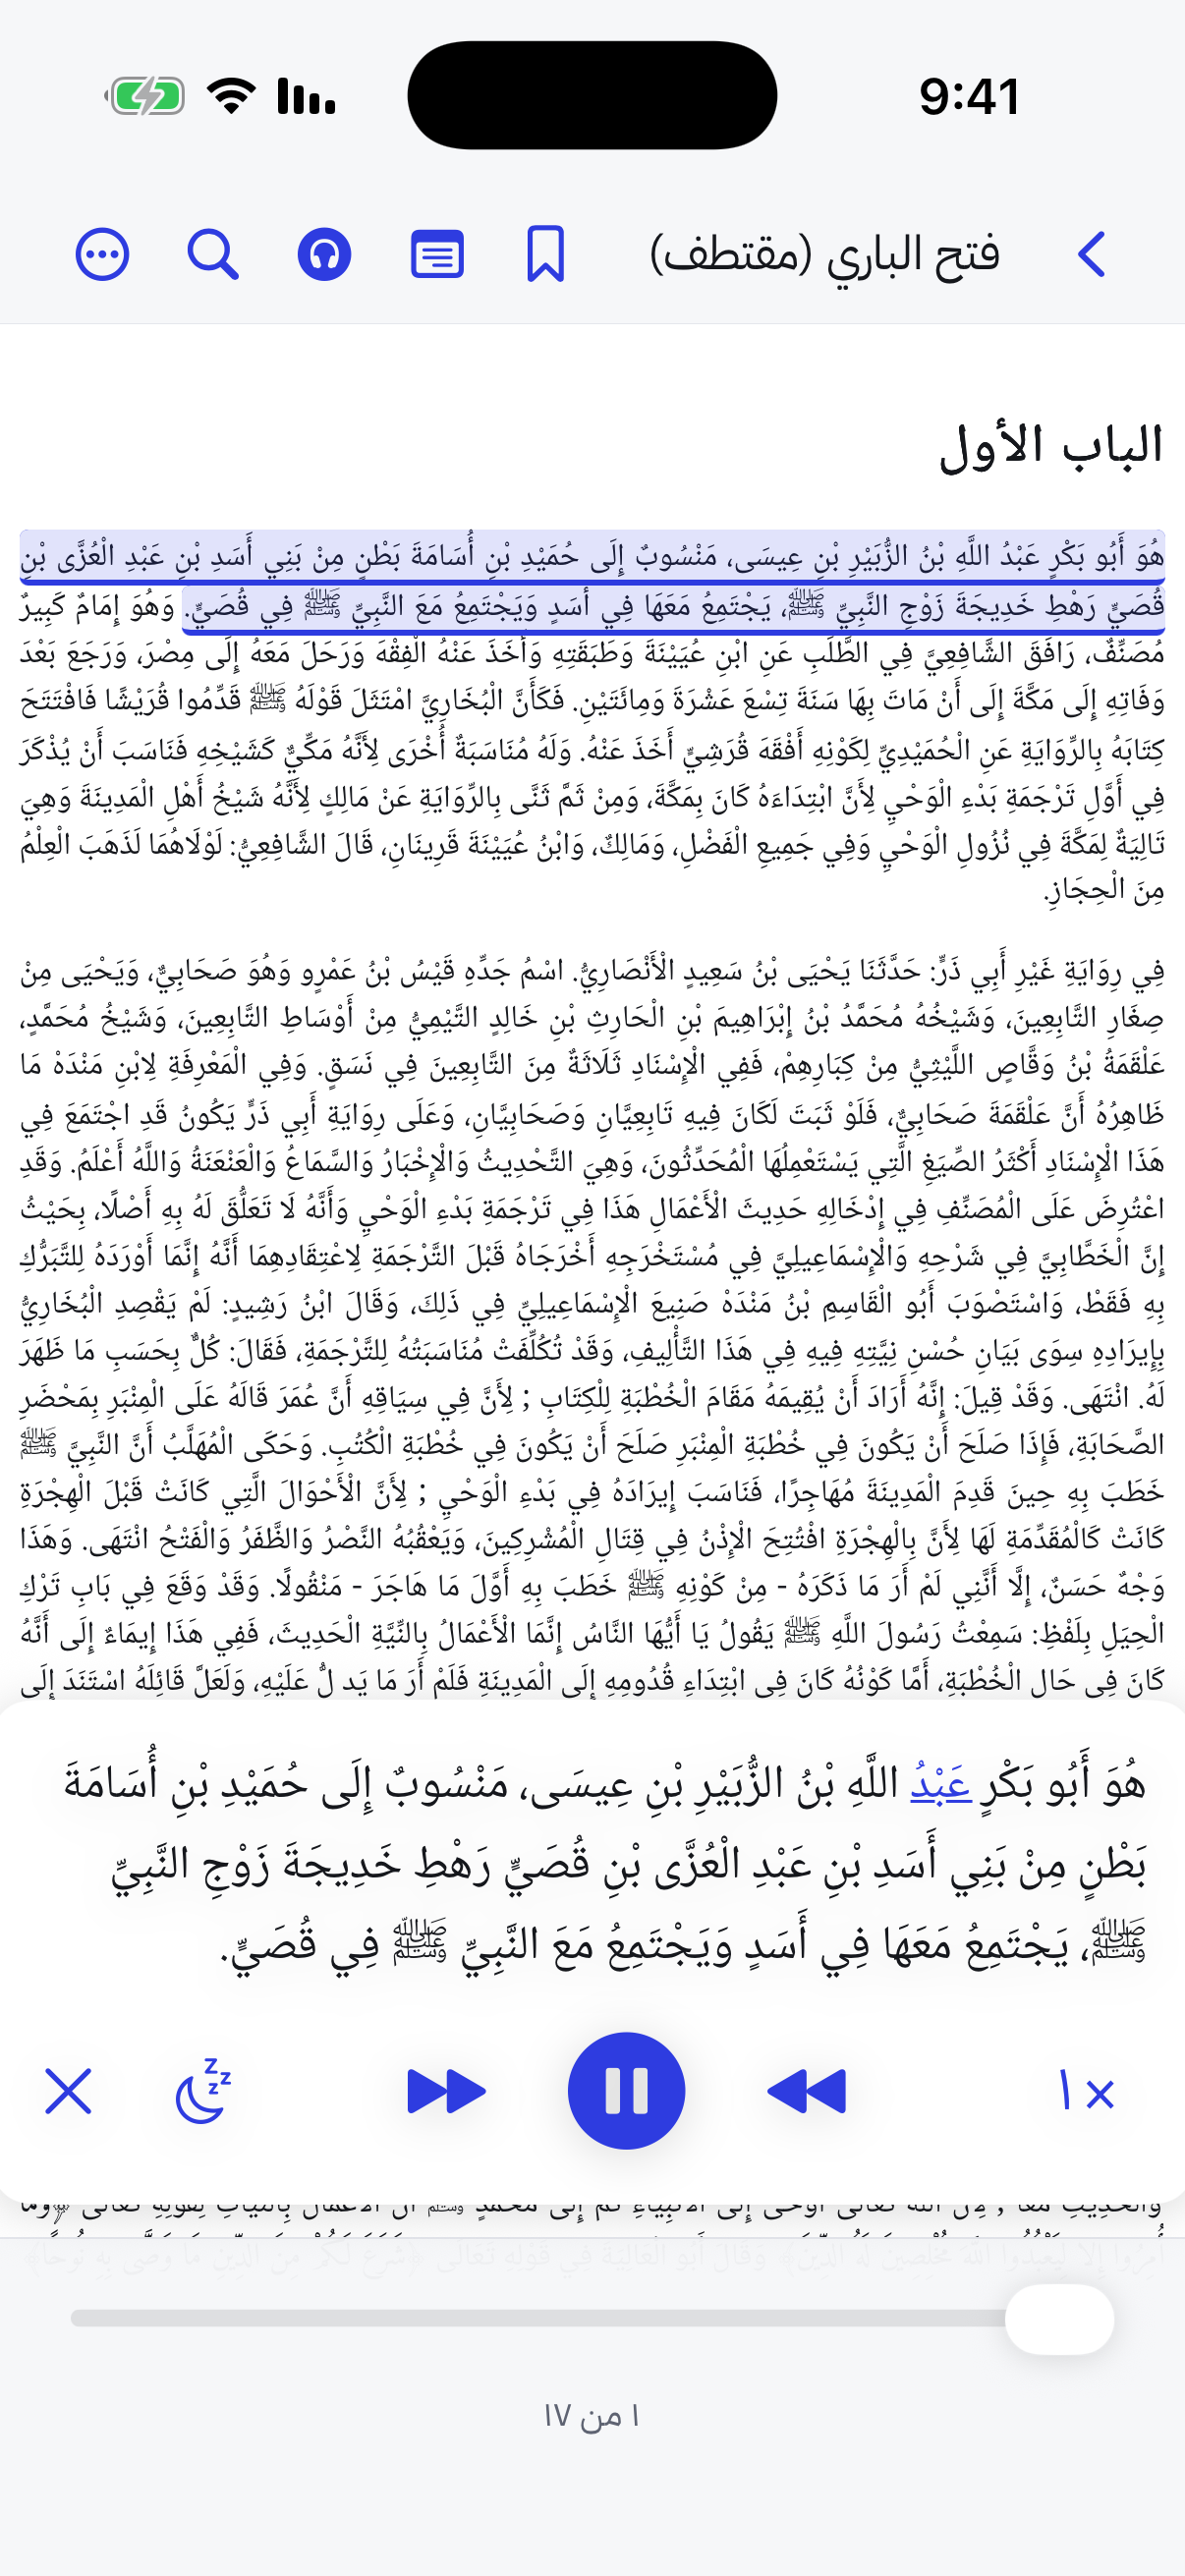 9:41
فتح الباري (مقتطف)
الباب الأول
هُوَ أَبُو بَكْرٍ عَبْدُ اللَّهِ بْنُ الزُّبَيْرِ بْنِ عِيسَى، مَنْسُوبٌ إِلَى حُمَيْدِ بْنِ أُسَامَةَ بَطْنٍ مِنْ بَنِي أَسَدِ بْنِ عَبْدِ الْعُزَّى بْنِ
قُصَيٍّ رَهْطِ خَدِيجَةَ زَوْجِ النَّبِيِّ ﷺ، يَجْتَمِعُ مَعَهَا فِي أَسَدٍ وَيَجْتَمِعُ مَعَ النَّبِيِّ ﷺ فِي قُصَيٍّ. وَهُوَ إِمَامٌ كَبِيرٌ
مُصَنِّفٌ، رَافَقَ الشَّافِعِيَّ فِي الطَّلَبِ عَنِ ابْنِ عُيَيْنَةَ وَطَبَقَتِهِ وَأَخَذَ عَنْهُ الْفِقْهَ وَرَحَلَ مَعَهُ إِلَى مِصْرَ، وَرَجَعَ بَعْدَ
وَفَاتِهِ إِلَى مَكَّةَ إِلَى أَنْ مَاتَ بِهَا سَنَةَ تِسْعَ عَشْرَةَ وَمِائَتَيْنِ. فَكَأَنَّ الْبُخَارِيَّ امْتَثَلَ قَوْلَهُ ﷺ قَدِّمُوا قُرَيْشًا فَافْتَتَحَ
كِتَابَهُ بِالرِّوَايَةِ عَنِ الْحُمَيْدِيِّ لِكَوْنِهِ أَفْقَهَ قُرَشِيٍّ أَخَذَ عَنْهُ. وَلَهُ مُنَاسَبَةٌ أُخْرَى لِأَنَّهُ مَكِّيٌّ كَشَيْخِهِ فَنَاسَبَ أَنْ يُذْكَرَ
فِي أَوَّلِ تَرْجَمَةِ بَدْءِ الْوَحْيِ لِأَنَّ ابْتِدَاءَهُ كَانَ بِمَكَّةَ، وَمِنْ ثَمَّ ثَنَّى بِالرِّوَايَةِ عَنْ مَالِكٍ لِأَنَّهُ شَيْخُ أَهْلِ الْمَدِينَةَ وَهِيَ
تَالِيَةٌ لِمَكَّةَ فِي نُزُولِ الْوَحْيِ وَفِي جَمِيعِ الْفَضْلِ، وَمَالِكٌ، وَابْنُ عُيَيْنَةَ قَرِينَانِ، قَالَ الشَّافِعِيُّ: لَوْلَاهُمَا لَذَهَبَ الْعِلْمُ
مِنَ الْحِجَازِ.
فِي رِوَايَةِ غَيْرِ أَبِي ذَرٍّ: حَدَّثَنَا يَحْيَى بْنُ سَعِيدٍ الْأَنْصَارِيُّ. اسْمُ جَدِّهِ قَيْسُ بْنُ عَمْرِو وَهُوَ صَحَابِيٌّ، وَيَحْيَى مِنْ
صِغَارِ التَّابِعِينَ، وَشَيْخُهُ مُحَمَّدُ بْنُ إِبْرَاهِيمَ بْنِ الْحَارِثِ بْنِ خَالِدٍ التَّيْمِيُّ مِنْ أَوْسَاطِ التَّابِعِينَ، وَشَيْخُ مُحَمَّدٍ،
عَلْقَمَةُ بْنُ وَقَّاصٍ اللَّيْثِيُّ مِنْ كِبَارِهِمْ، فَفِي الْإِسْنَادِ ثَلَاثَةٌ مِنَ التَّابِعِينَ فِي نَسَقٍ. وَفِي الْمَعْرِفَةِ لِابْنِ مَنْدَهْ مَا
ظَاهِرُهُ أَنَّ عَلْقَمَةَ صَحَابِيٌّ، فَلَوْ ثَبَتَ لَكَانَ فِيهِ تَابِعِيَّانِ وَصَحَابِيَّانِ، وَعَلَى رِوَايَةِ أَبِي ذَرٍّ يَكُونُ قَدِ اجْتَمَعَ فِي
هَذَا الْإِسْنَادِ أَكْثَرُ الصِّيَغِ الَّتِي يَسْتَعْمِلُهَا الْمُحَدِّثُونَ، وَهِيَ التَّحْدِيثُ وَالْإِخْبَارُ وَالسَّمَاعُ وَالْعَنْعَنَةُ وَاللَّهُ أَعْلَمُ. وَقَدِ
اعْتُرِضَ عَلَى الْمُصَنِّفِ فِي إِدْخَالِهِ حَدِيثَ الْأَعْمَالِ هَذَا فِي تَرْجَمَةِ بَدْءِ الْوَحْيِ وَأَنَّهُ لَا تَعَلُّقَ لَهُ بِهِ أَصْلًا، بِحَيْثُ
إِنَّ الْخَطَّابِيَّ فِي شَرْحِهِ وَالْإِسْمَاعِيلِيَّ فِي مُسْتَخْرَجِهِ أَخْرَجَاهُ قَبْلَ التَّرْجَمَةِ لِاعْتِقَادِهِمَا أَنَّهُ إِنَّمَا أَوْرَدَهُ لِلتَّبَرُّكِ
بِهِ فَقَطْ، وَاسْتَصْوَبَ أَبُو الْقَاسِمِ بْنُ مَنْدَهْ صَنِيعَ الْإِسْمَاعِيلِيِّ فِي ذَلِكَ، وَقَالَ ابْنُ رَشِيدٍ: لَمْ يَقْصِدِ الْبُخَارِيُّ
بِإِيرَادِهِ سِوَى بَيَانِ حُسْنِ نِيَّتِهِ فِيهِ فِي هَذَا التَّأْلِيفِ، وَقَدْ تُكُلِّفَتْ مُنَاسَبَتُهُ لِلتَّرْجَمَةِ، فَقَالَ: كُلٌّ بِحَسَبِ مَا ظَهَرَ
لَهُ. انْتَهَى. وَقَدْ قِيلَ: إِنَّهُ أَرَادَ أَنْ يُقِيمَهُ مَقَامَ الْخُطْبَةِ لِلْكِتَابِ ; لِأَنَّ فِي سِيَاقِهِ أَنَّ عُمَرَ قَالَهُ عَلَى الْمِنْبَرِ بِمَحْضَرِ
الصَّحَابَةِ، فَإِذَا صَلَحَ أَنْ يَكُونَ فِي خُطْبَةِ الْمِنْبَرِ صَلَحَ أَنْ يَكُونَ فِي خُطْبَةِ الْكُتُبِ. وَحَكَى الْمُهَلَّبُ أَنَّ النَّبِيَّ ﷺ
خَطَبَ بِهِ حِينَ قَدِمَ الْمَدِينَةَ مُهَاجِرًا، فَنَاسَبَ إِيرَادَهُ فِي بَدْءِ الْوَحْيِ ; لِأَنَّ الْأَحْوَالَ الَّتِي كَانَتْ قَبْلَ الْهِجْرَةِ
كَانَتْ كَالْمُقَدِّمَةِ لَهَا لِأَنَّ بِالْهِجْرَةِ افْتُتِحَ الْإِذْنُ فِي قِتَالِ الْمُشْرِكِينَ، وَيَعْقُبُهُ النَّصْرُ وَالظَّفَرُ وَالْفَتْحُ انْتَهَى. وَهَذَا
وَجْهٌ حَسَنٌ، إِلَّا أَنَّنِي لَمْ أَرَ مَا ذَكَرَهُ - مِنْ كَوْنِهِ ﷺ خَطَبَ بِهِ أَوَّلَ مَا هَاجَرَ - مَنْقُولًا. وَقَدْ وَقَعَ فِي بَابِ تَرْكِ
الْحِيَلِ بِلَفْظِ: سَمِعْتُ رَسُولَ اللَّهِ ﷺ يَقُولُ يَا أَيُّهَا النَّاسُ إِنَّمَا الْأَعْمَالُ بِالنِّيَّةِ الْحَدِيثَ، فَفِي هَذَا إِيمَاءٌ إِلَى أَنَّهُ
كَانَ فِي حَالِ الْخُطْبَةِ، أَمَّا كَوْنُهُ كَانَ فِي ابْتِدَاءِ قُدُومِهِ إِلَى الْمَدِينَةِ فَلَمْ أَرَ مَا يَد لُّ عَلَيْهِ، وَلَعَلَّ قَائِلَهُ اسْتَنَدَ إِلَى
هُوَ أَبُو بَكْرٍ عَبْدُ اللَّهِ بْنُ الزُّبَيْرِ بْنِ عِيسَى، مَنْسُوبٌ إِلَى حُمَيْدِ بْنِ أُسَامَةَ
بَطْنٍ مِنْ بَنِي أَسَدِ بْنِ عَبْدِ الْعُزَّى بْنِ قُصَيٍّ رَهْطِ خَدِيجَةَ زَوْجِ النَّبِيِّ
ﷺ، يَجْتَمِعُ مَعَهَا فِي أَسَدٍ وَيَجْتَمِعُ مَعَ النَّبِيِّ ﷺ فِي قُصَيٍّ.
١×
١ من ١٧